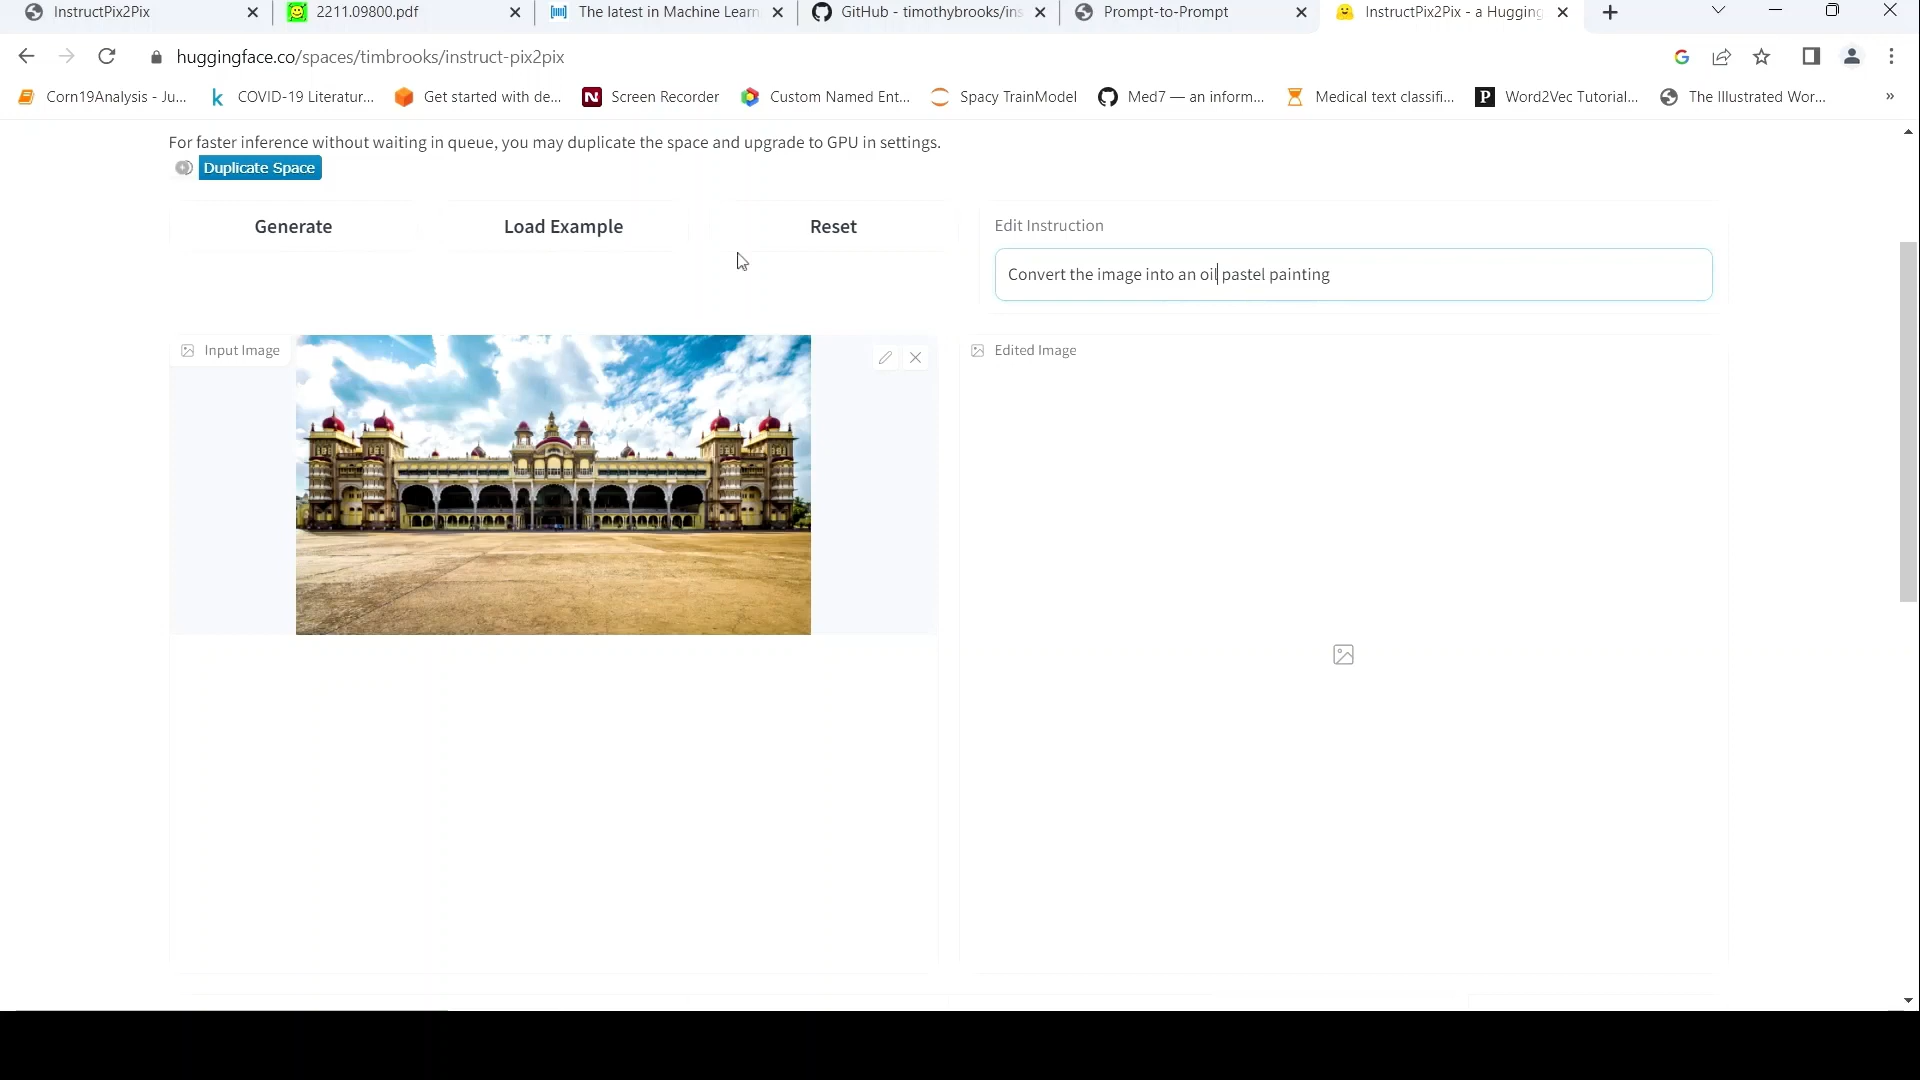 InstructPix2Pix
2211.09800.pdf
The latest in Machine Learn
GitHub - timothybrooks/ins
Prompt-to-Prompt
InstructPix2Pix - a Hugging
huggingface.co/spaces/timbrooks/instruct-pix2pix
Corn19Analysis - Ju...
COVID-19 Literatur...
Get started with de...
Screen Recorder
Custom Named Ent...
Spacy TrainModel
Med7 — an inform...
Medical text classifi...
Word2Vec Tutorial...
The Illustrated Wor...
For faster inference without waiting in queue, you may duplicate the space and upgrade to GPU in settings.
Duplicate Space
Generate
Load Example
Reset
Edit Instruction
Convert the image into an oil pastel painting
Input Image
Edited Image